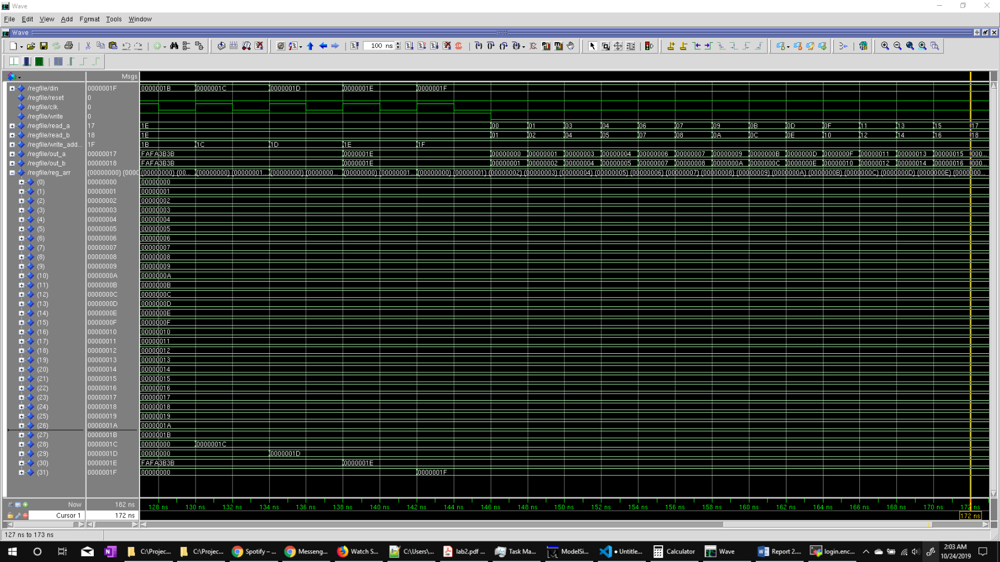 Wave
File Edit View Add Format Tools Window
Wave
100 ns
Msgs
/regfile/din 0000001F 0000001B 0000001C 0000001D 0000001E 0000001F
/regfile/reset 0
/regfile/clk 0
/regfile/write 0
/regfile/read_a 17 1E 00 01 03 04 06 07 09 0B 0D 0F 11 13 15 17
/regfile/read_b 18 1E 01 02 04 05 07 08 0A 0C 0E 10 12 14 16 18
/regfile/write_add... 1F 1B 1C 1D 1E 1F
/regfile/out_a 00000017 FAFA3B3B 0000001E 00000000 00000001 00000003 00000004 00000006 00000007 00000009 0000000B 0000000D 0000000F 00000011 00000013 00000015 000...
/regfile/out_b 00000018 FAFA3B3B 0000001E 00000001 00000002 00000004 00000005 00000007 00000008 0000000A 0000000C 0000000E 00000010 00000012 00000014 00000016 000...
/regfile/reg_arr {00000000} {000( {00000000} {00... {00000000} {0000001... {00000000} {000000... {00000000} {0000001... {00000000} {00000001} {00000002} {00000003} {00000004} {00000005} {00000006} {00000007} {00000008} {00000009} {0000000A} {0000000B} {0000000C} {0000000D} {0000000E} {000000...
(0) 00000000 00000000
(1) 00000001 00000001
(2) 00000002 00000002
(3) 00000003 00000003
(4) 00000004 00000004
(5) 00000005 00000005
(6) 00000006 00000006
(7) 00000007 00000007
(8) 00000008 00000008
(9) 00000009 00000009
(10) 0000000A 0000000A
(11) 0000000B 0000000B
(12) 0000000C 0000000C
(13) 0000000D 0000000D
(14) 0000000E 0000000E
(15) 0000000F 0000000F
(16) 00000010 00000010
(17) 00000011 00000011
(18) 00000012 00000012
(19) 00000013 00000013
(20) 00000014 00000014
(21) 00000015 00000015
(22) 00000016 00000016
(23) 00000017 00000017
(24) 00000018 00000018
(25) 00000019 00000019
(26) 0000001A 0000001A
(27) 0000001B 0000001B
(28) 0000001C 00000000 0000001C
(29) 0000001D 00000000 0000001D
(30) 0000001E FAFA3B3B 0000001E
(31) 0000001F 00000000 0000001F
Now 182 ns 128 ns 130 ns 132 ns 134 ns 136 ns 138 ns 140 ns 142 ns 144 ns 146 ns 148 ns 150 ns 152 ns 154 ns 156 ns 158 ns 160 ns 162 ns 164 ns 166 ns 168 ns 170 ns 172 ns
Cursor 1 172 ns 172 ns
127 ns to 173 ns
C:\Projec... C:\Projec... Spotify – ... Messeng... Watch S... C:\Users\... lab2.pdf ... Task Ma... ModelSi... • Untitle... Calculator Wave Report 2.... login.enc...
2:03 AM
10/24/2019